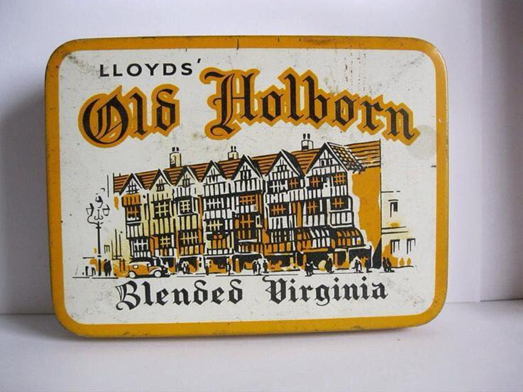 LLOYDS'
Old Holborn
Blended Virginia